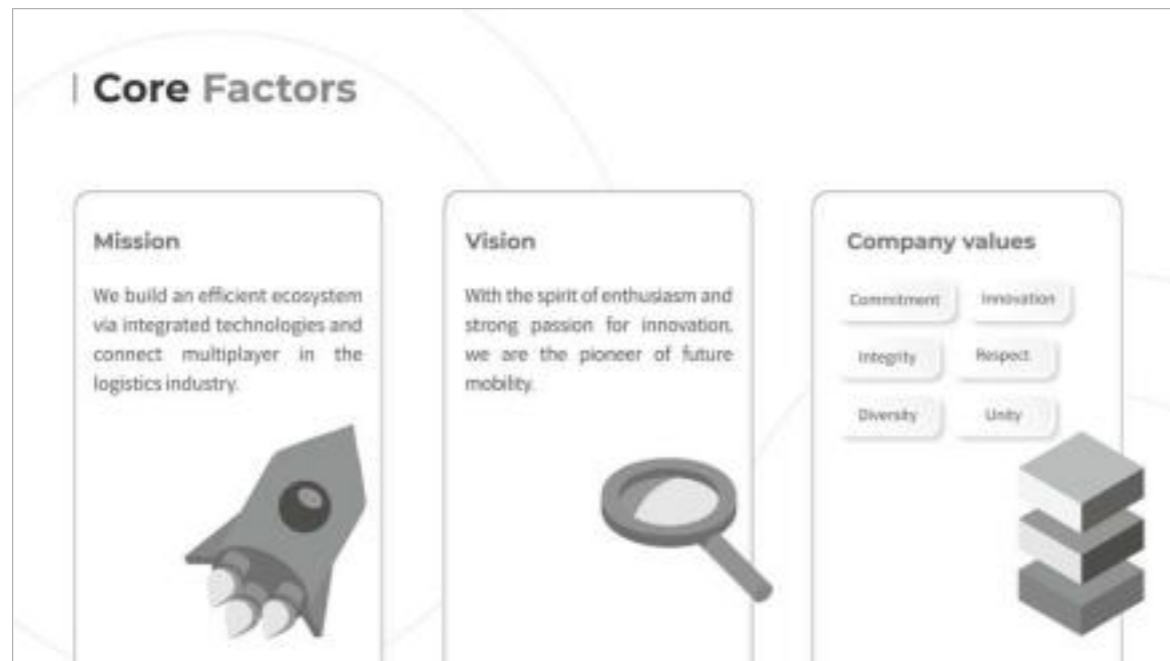 Core Factors
Mission
We build an efficient ecosystem
via integrated technologies and
connect multiplayer in the
logistics industry.
Vision
With the spirit of enthusiasm and
strong passion for innovation,
we are the pioneer of future
mobility.
Company values
Commitment Innovation
Integrity Respect
Diversity Unity